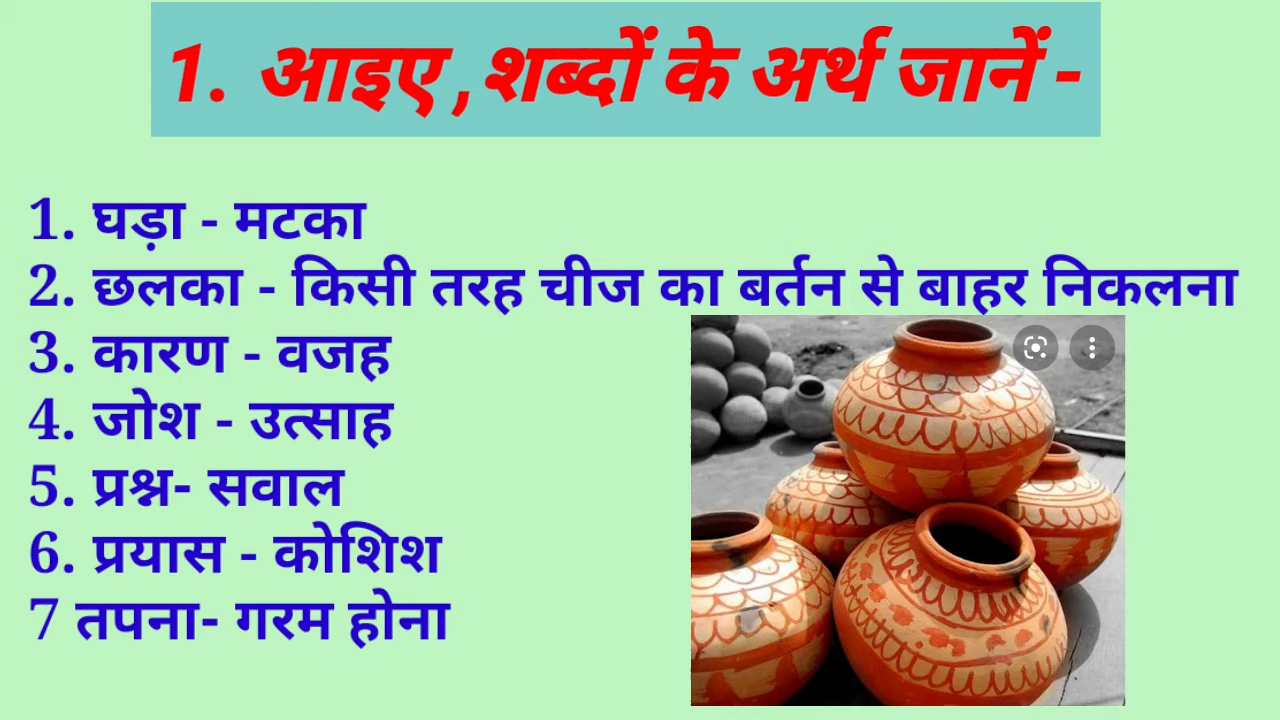 1. आइए ,शब्दों के अर्थ जानें -
1. घड़ा - मटका
2. छलका - किसी तरह चीज का बर्तन से बाहर निकलना
3. कारण - वजह
4. जोश - उत्साह
5. प्रश्न- सवाल
6. प्रयास - कोशिश
7 तपना- गरम होना